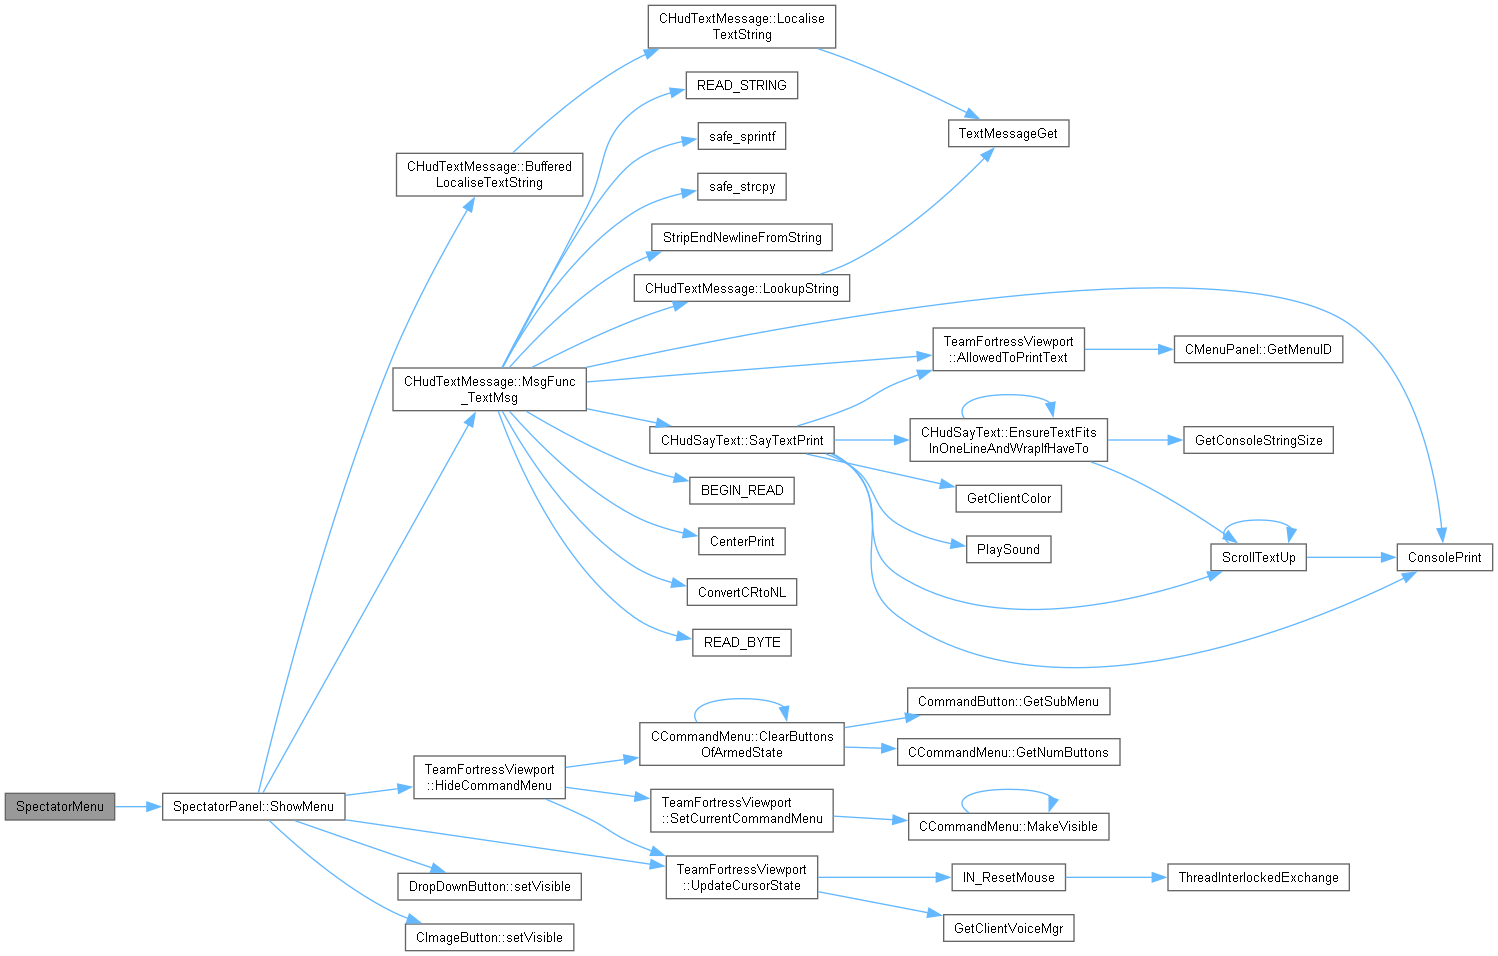 CHudTextMessage::Localise
TextString
READ_STRING
TextMessageGet
safe_sprintf
CHudTextMessage::Buffered
LocaliseTextString
safe_strcpy
StripEndNewlineFromString
CHudTextMessage::LookupString
TeamFortressViewport
::AllowedToPrintText
CMenuPanel::GetMenuID
CHudTextMessage::MsgFunc
_TextMsg
CHudSayText::SayTextPrint
CHudSayText::EnsureTextFits
InOneLineAndWrapIfHaveTo
GetConsoleStringSize
BEGIN_READ
GetClientColor
CenterPrint
PlaySound
ScrollTextUp
ConsolePrint
ConvertCRtoNL
READ_BYTE
CommandButton::GetSubMenu
CCommandMenu::ClearButtons
OfArmedState
CCommandMenu::GetNumButtons
TeamFortressViewport
::HideCommandMenu
SpectatorMenu
SpectatorPanel::ShowMenu
TeamFortressViewport
::SetCurrentCommandMenu
CCommandMenu::MakeVisible
TeamFortressViewport
::UpdateCursorState
IN_ResetMouse
ThreadInterlockedExchange
DropDownButton::setVisible
GetClientVoiceMgr
CImageButton::setVisible